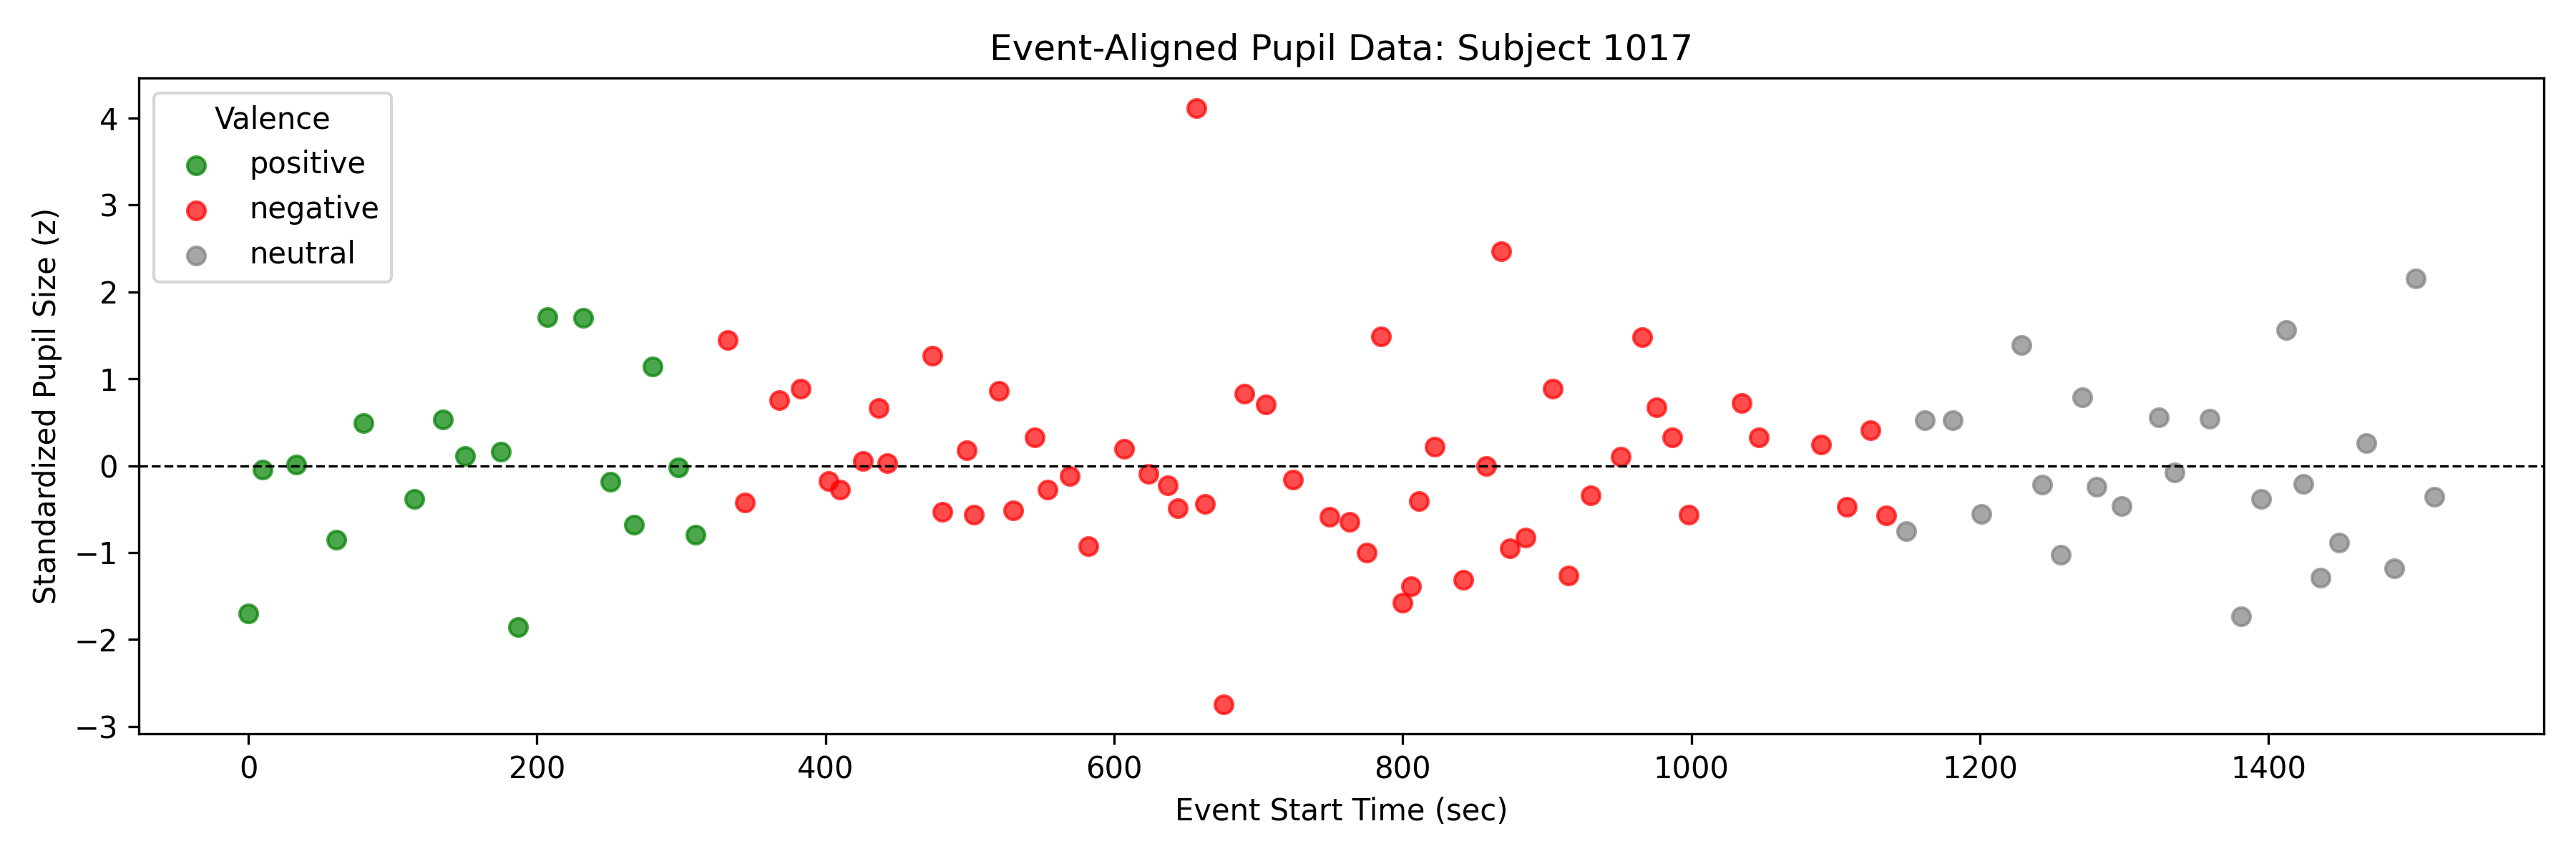 Event-Aligned Pupil Data: Subject 1017
Valence
positive
negative
neutral
Standardized Pupil Size (z)
4
3
2
1
0
−1
−2
−3
0 200 400 600 800 1000 1200 1400
Event Start Time (sec)